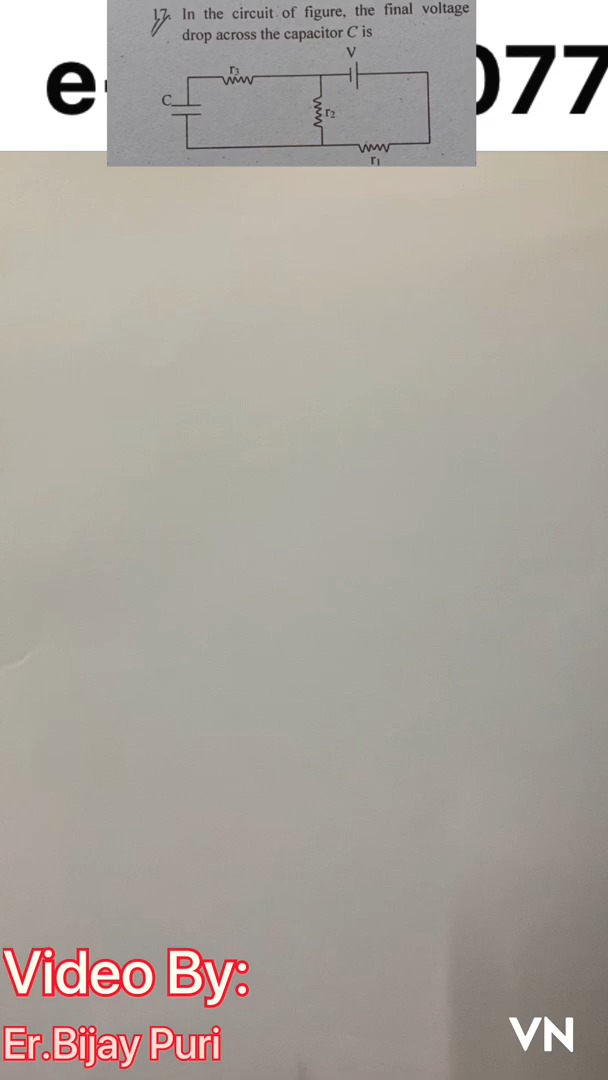 17. In the circuit of figure, the final voltage
drop across the capacitor C is
V
r3
C
r2
r1
e-
077
Video By:
Er.Bijay Puri
VN